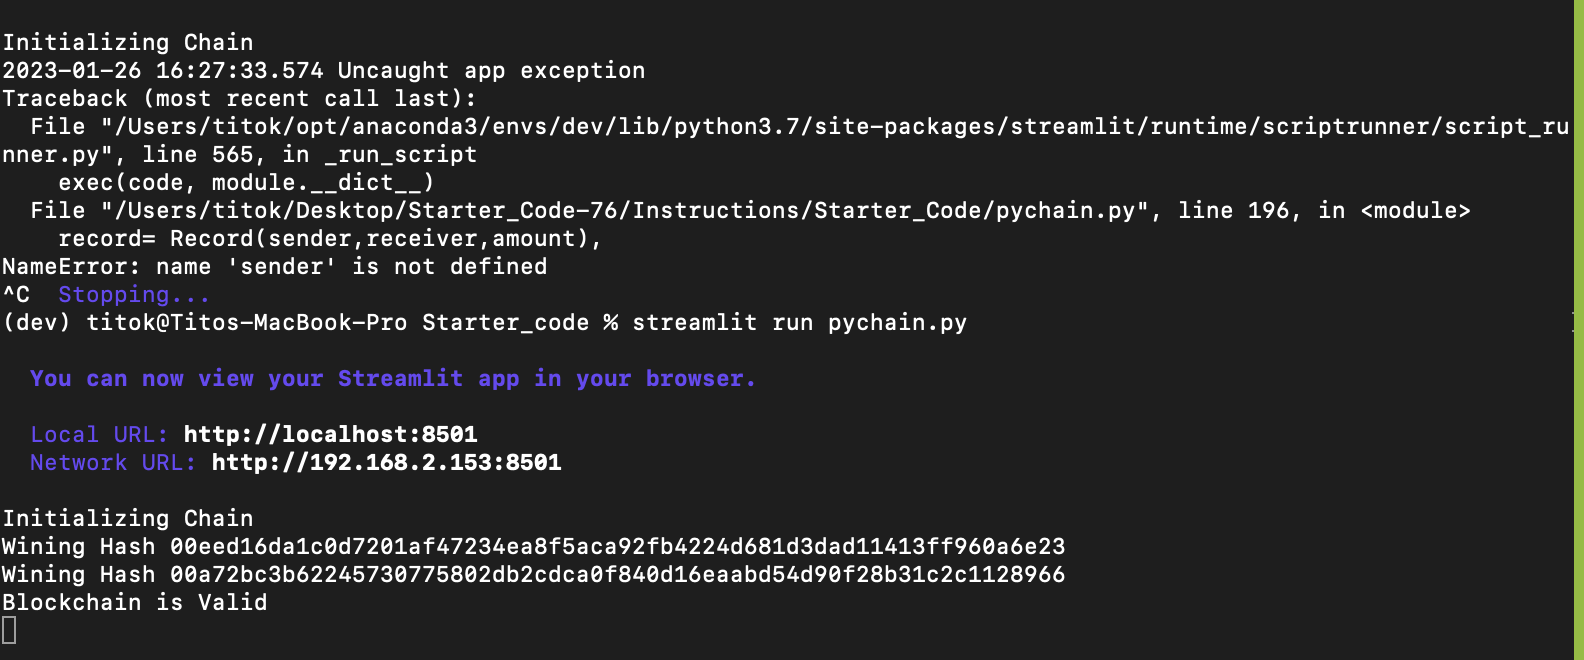 Initializing Chain
2023-01-26 16:27:33.574 Uncaught app exception
Traceback (most recent call last):
  File "/Users/titok/opt/anaconda3/envs/dev/lib/python3.7/site-packages/streamlit/runtime/scriptrunner/script_ru
nner.py", line 565, in _run_script
    exec(code, module.__dict__)
  File "/Users/titok/Desktop/Starter_Code-76/Instructions/Starter_Code/pychain.py", line 196, in <module>
    record= Record(sender,receiver,amount),
NameError: name 'sender' is not defined
^C  Stopping...
(dev) titok@Titos-MacBook-Pro Starter_code % streamlit run pychain.py
  You can now view your Streamlit app in your browser.
  Local URL: http://localhost:8501
  Network URL: http://192.168.2.153:8501
Initializing Chain
Wining Hash 00eed16da1c0d7201af47234ea8f5aca92fb4224d681d3dad11413ff960a6e23
Wining Hash 00a72bc3b62245730775802db2cdca0f840d16eaabd54d90f28b31c2c1128966
Blockchain is Valid